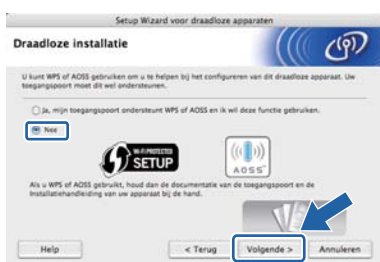 Setup Wizard voor draadloze apparaten
Draadloze installatie
U kunt WPS of AOSS gebruiken om u te helpen bij het configureren van dit draadloze apparaat. Uw
toegangspoort moet dit wel ondersteunen.
Ja, mijn toegangspoort ondersteunt WPS of AOSS en ik wil deze functie gebruiken.
Nee
WI-FI PROTECTED
SETUP
AOSS
Als u WPS of AOSS gebruikt, houd dan de documentatie van de toegangspoort en de
Installatiehandleiding van uw apparaat bij de hand.
Help
< Terug
Volgende >
Annuleren